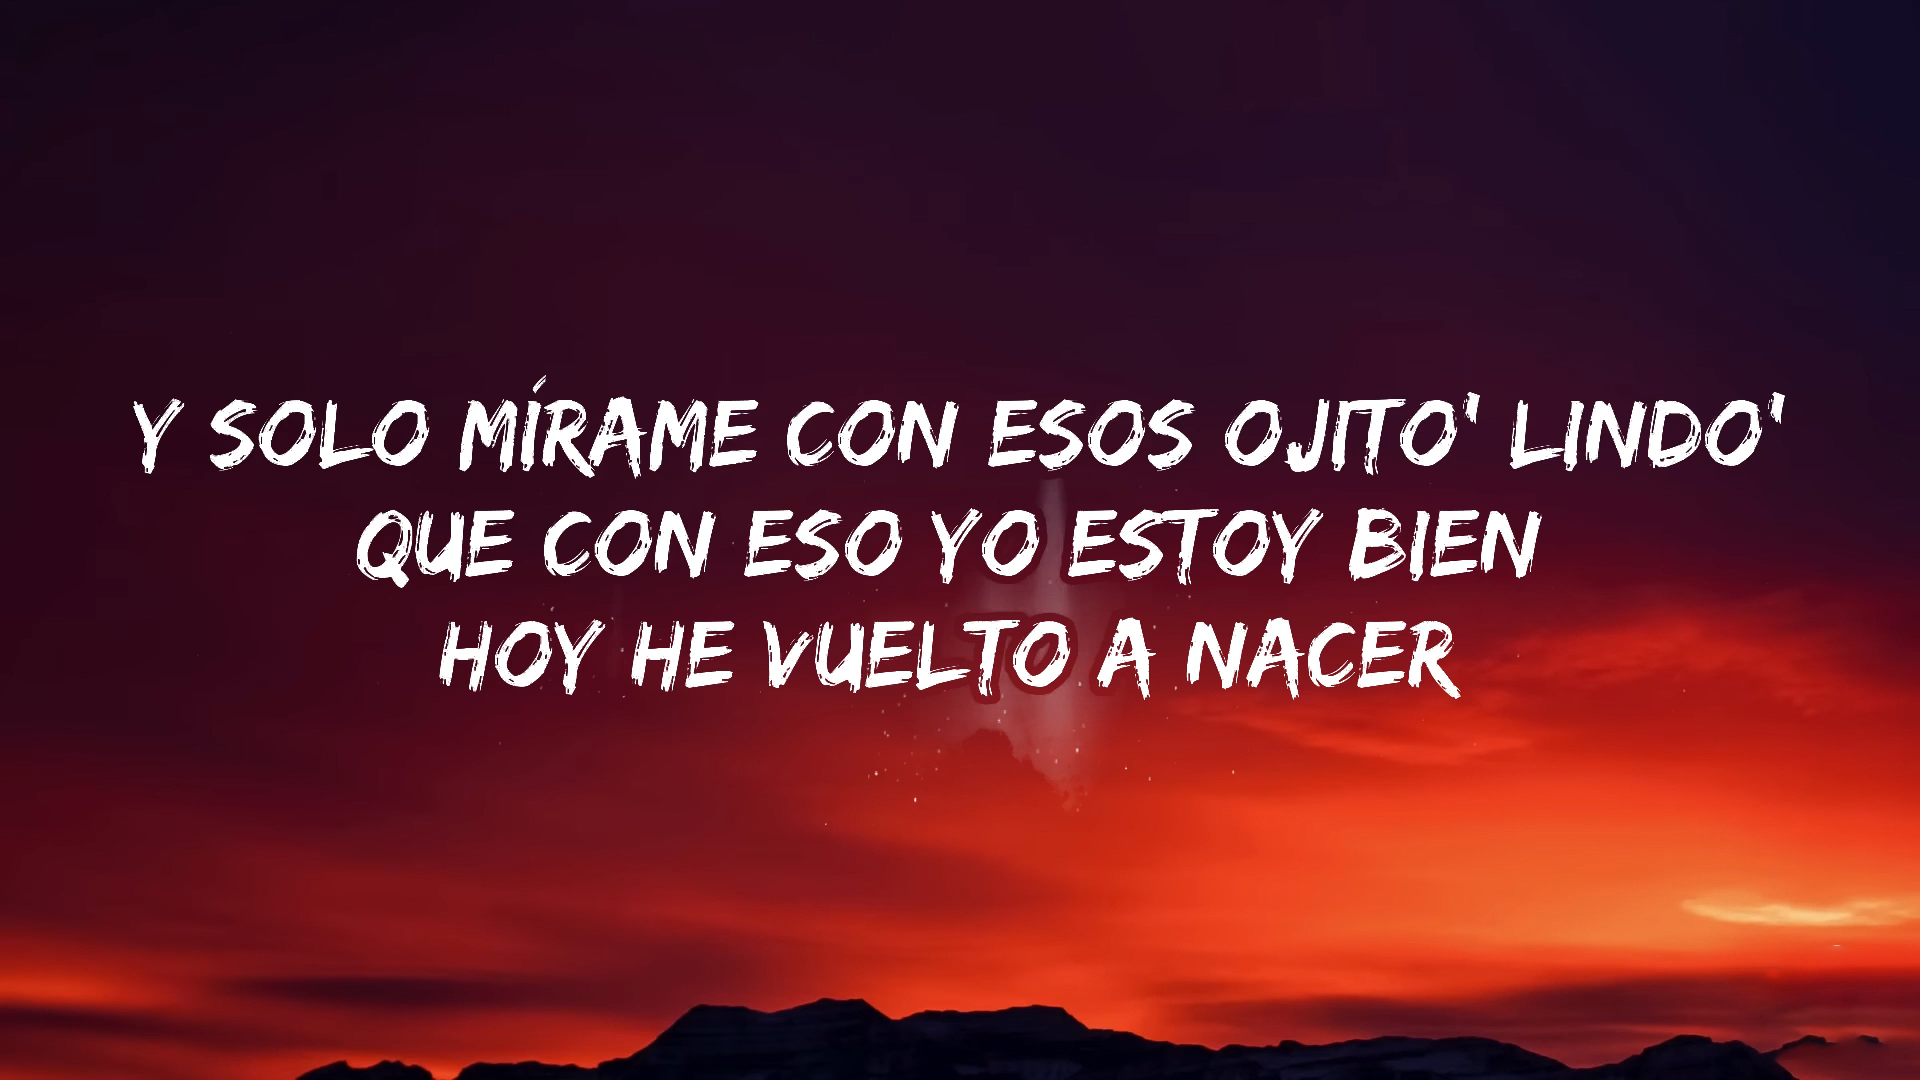 Y SOLO MÍRAME CON ESOS OJITO' LINDO'
QUE CON ESO YO ESTOY BIEN
HOY HE VUELTO A NACER